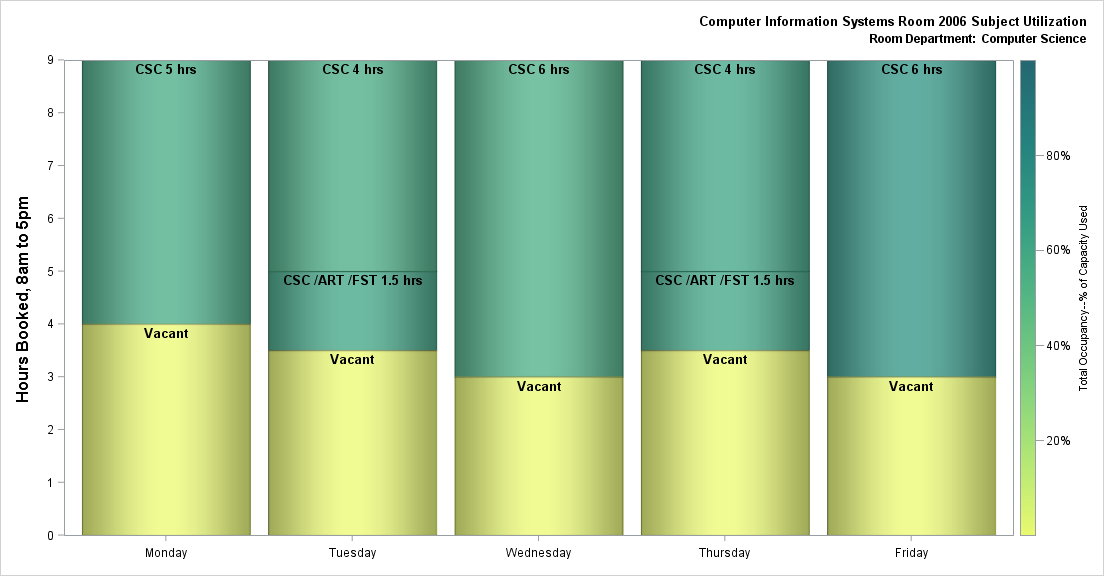 Computer Information Systems Room 2006 Subject Utilization
Room Department: Computer Science
Hours Booked, 8am to 5pm
9
8
7
6
5
4
3
2
1
0
CSC 5 hrs
Vacant
CSC 4 hrs
CSC /ART /FST 1.5 hrs
Vacant
CSC 6 hrs
Vacant
CSC 4 hrs
CSC /ART /FST 1.5 hrs
Vacant
CSC 6 hrs
Vacant
Monday
Tuesday
Wednesday
Thursday
Friday
80%
60%
40%
20%
Total Occupancy--% of Capacity Used